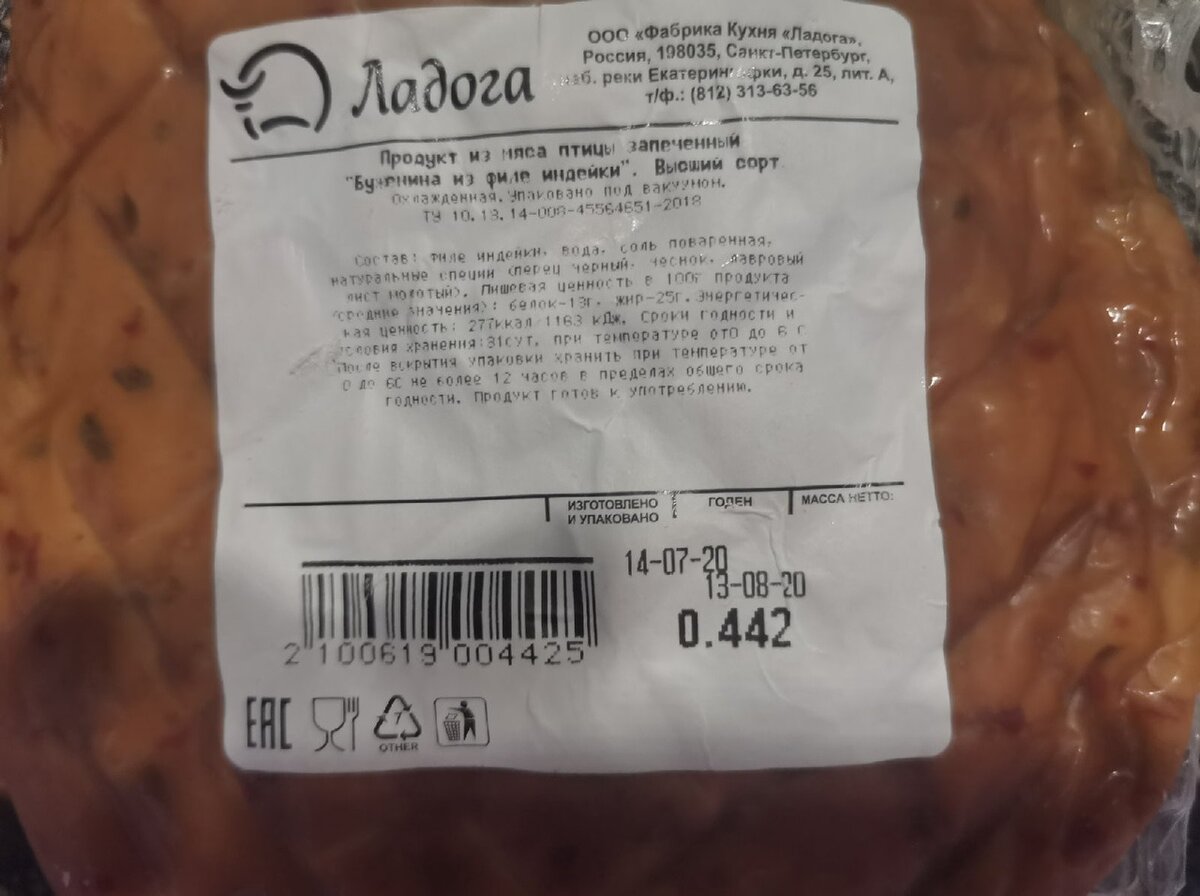 Ладога
ООО «Фабрика Кухня «Ладога»,
Россия, 198035, Санкт-Петербург,
наб. реки Екатерингофки, д. 25, лит. А,
т/ф.: (812) 313-63-56
Продукт из мяса птицы запеченный
"Буженина из филе индейки". Высший сорт
Охлажденная. Упаковано под вакуумом.
ТУ 10.13.14-008-45564651-2018
Состав: филе индейки, вода, соль поваренная,
натуральные специи (перец черный, чеснок, лавровый
лист молотый). Пищевая ценность в 100г продукта
(средние значения): белок-13г. жир-25г. Энергетичес-
кая ценность: 277ккал/1163 кДж. Сроки годности и
условия хранения:31сут. при температуре от0 до 6 С
После вскрытия упаковки хранить при температуре от
0 до 6С не более 12 часов в пределах общего срока
годности. Продукт готов к употреблению.
ИЗГОТОВЛЕНО
И УПАКОВАНО
ГОДЕН
МАССА НЕТТО:
14-07-20
13-08-20
0.442
2 100619 004425
EAC
7
OTHER